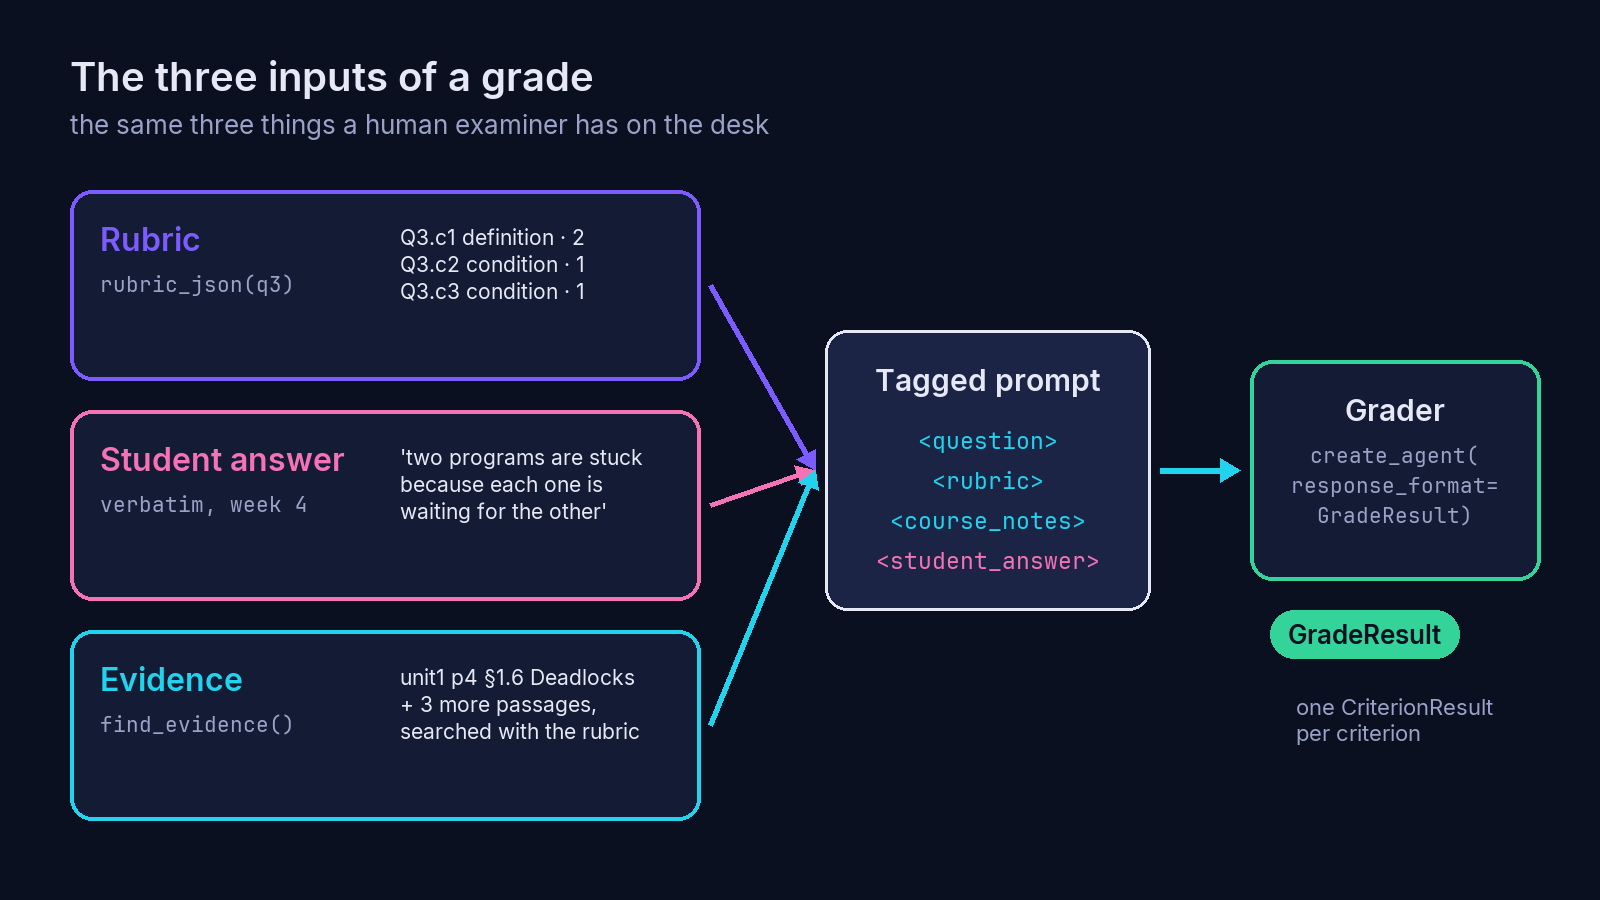 The three inputs of a grade
the same three things a human examiner has on the desk
Rubric
rubric_json(q3)
Q3.c1 definition · 2
Q3.c2 condition · 1
Q3.c3 condition · 1
Student answer
verbatim, week 4
'two programs are stuck
because each one is
waiting for the other'
Evidence
find_evidence()
unit1 p4 §1.6 Deadlocks
+ 3 more passages,
searched with the rubric
Tagged prompt
<question>
<rubric>
<course_notes>
<student_answer>
Grader
create_agent(
response_format=
GradeResult)
GradeResult
one CriterionResult
per criterion